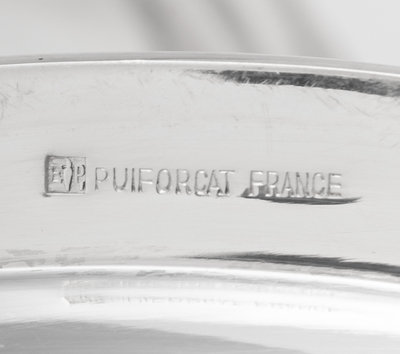 E P PUIFORCAT FRANCE